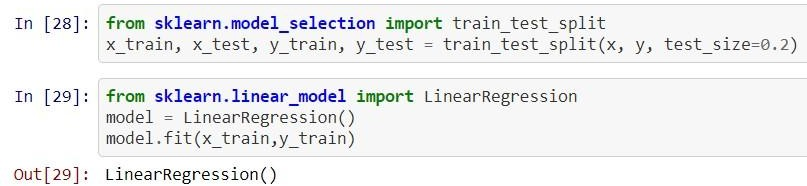 In [28]: from sklearn.model_selection import train_test_split
x_train, x_test, y_train, y_test = train_test_split(x, y, test_size=0.2)
In [29]: from sklearn.linear_model import LinearRegression
model = LinearRegression()
model.fit(x_train,y_train)
Out[29]: LinearRegression()